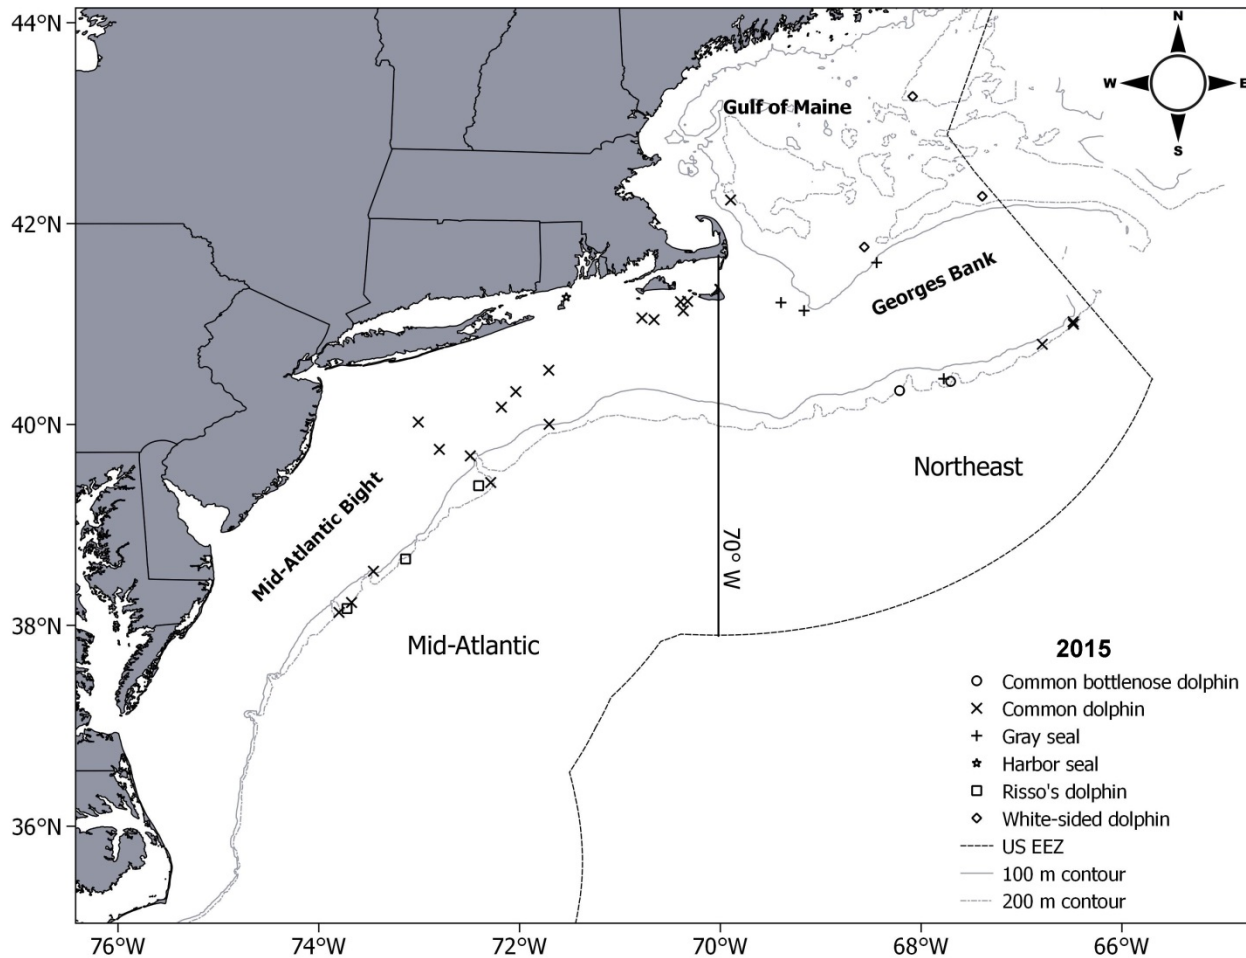 44°N
42°N
40°N
38°N
36°N
76°W
74°W
72°W
70°W
68°W
66°W
N
W
E
S
Gulf of Maine
Georges Bank
Northeast
70° W
Mid-Atlantic Bight
Mid-Atlantic
2015
Common bottlenose dolphin
Common dolphin
Gray seal
Harbor seal
Risso's dolphin
White-sided dolphin
US EEZ
100 m contour
200 m contour